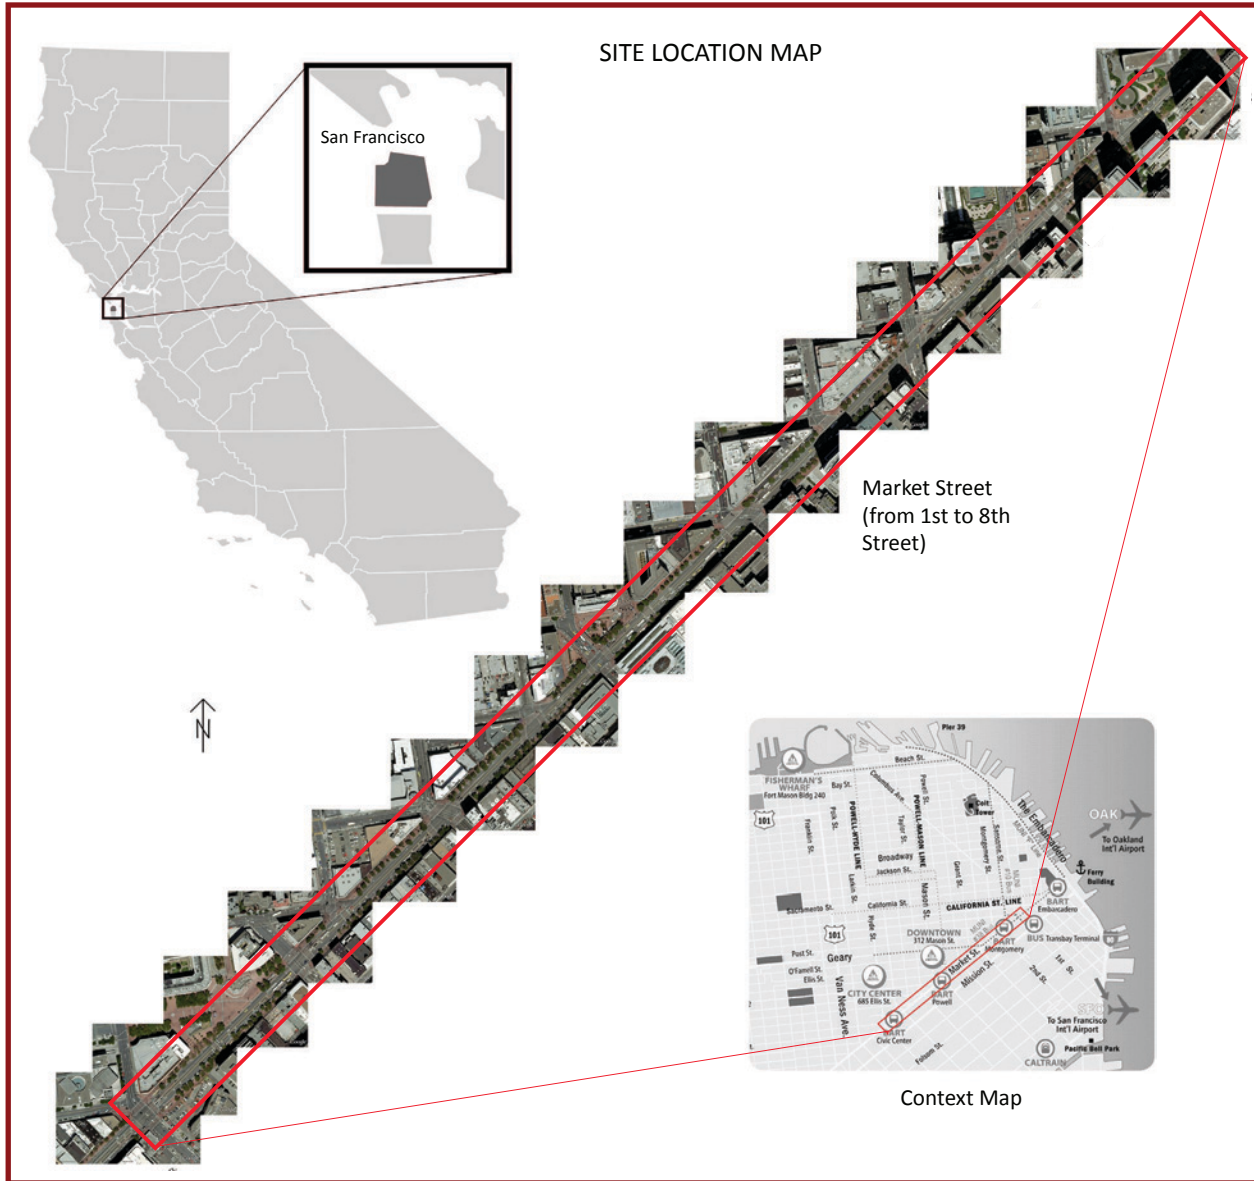 SITE LOCATION MAP
San Francisco
Market Street
(from 1st to 8th
Street)
N
Pier 39
Beach St.
FISHERMAN'S
WHARF
Fort Mason Bldg 240
Bay St.
Columbus Ave.
Powell St.
101
Franklin St.
Polk St.
POWELL-HYDE LINE
Taylor St.
POWELL-MASON LINE
Coit
Tower
Montgomery St.
Sansome St.
The Embarcadero
OAK
To Oakland
Int'l Airport
Broadway
Jackson St.
Larkin St.
Mason St.
Grant St.
Ferry
Building
BART
Embarcadero
Sacramento St.
California St.
CALIFORNIA ST. LINE
Hyde St.
101
DOWNTOWN
312 Mason St.
BART
Montgomery
BUS Transbay Terminal
Post St.
Geary
O'Farrell St.
Ellis St.
Market St.
Mission St.
1st St.
2nd St.
CITY CENTER
685 Ellis St.
BART
Powell
Van Ness Ave.
BART
Civic Center
Folsom St.
SFO
To San Francisco
Int'l Airport
Pacific Bell Park
CALTRAIN
Context Map